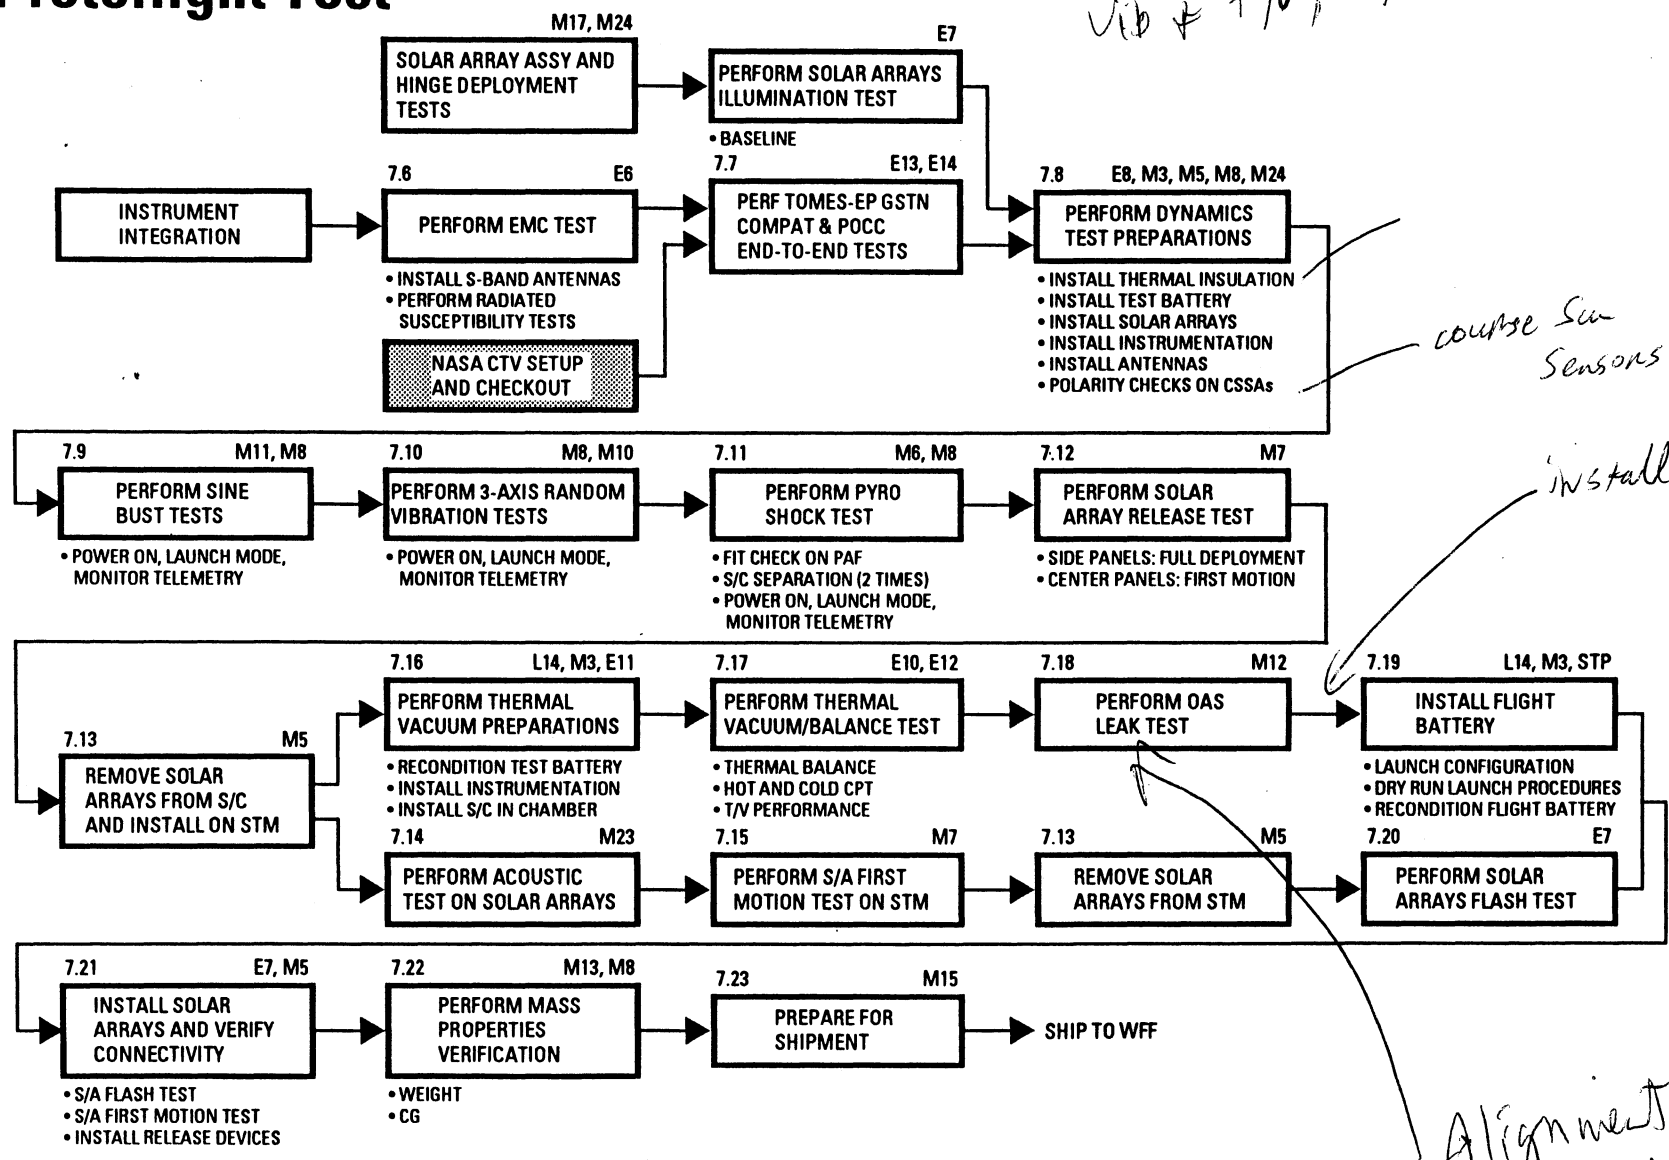 Protoflight Test
Vib &
M17, M24
SOLAR ARRAY ASSY AND
HINGE DEPLOYMENT
TESTS
E7
PERFORM SOLAR ARRAYS
ILLUMINATION TEST
• BASELINE
INSTRUMENT
INTEGRATION
7.6 E6
PERFORM EMC TEST
• INSTALL S-BAND ANTENNAS
• PERFORM RADIATED
SUSCEPTIBILITY TESTS
NASA CTV SETUP
AND CHECKOUT
7.7 E13, E14
PERF TOMES-EP GSTN
COMPAT & POCC
END-TO-END TESTS
7.8 E8, M3, M5, M8, M24
PERFORM DYNAMICS
TEST PREPARATIONS
• INSTALL THERMAL INSULATION
• INSTALL TEST BATTERY
• INSTALL SOLAR ARRAYS
• INSTALL INSTRUMENTATION
• INSTALL ANTENNAS
• POLARITY CHECKS ON CSSAs
course Sun
Sensors
7.9 M11, M8
PERFORM SINE
BUST TESTS
• POWER ON, LAUNCH MODE,
MONITOR TELEMETRY
7.10 M8, M10
PERFORM 3-AXIS RANDOM
VIBRATION TESTS
• POWER ON, LAUNCH MODE,
MONITOR TELEMETRY
7.11 M6, M8
PERFORM PYRO
SHOCK TEST
• FIT CHECK ON PAF
• S/C SEPARATION (2 TIMES)
• POWER ON, LAUNCH MODE,
MONITOR TELEMETRY
7.12 M7
PERFORM SOLAR
ARRAY RELEASE TEST
• SIDE PANELS: FULL DEPLOYMENT
• CENTER PANELS: FIRST MOTION
install
7.13 M5
REMOVE SOLAR
ARRAYS FROM S/C
AND INSTALL ON STM
7.16 L14, M3, E11
PERFORM THERMAL
VACUUM PREPARATIONS
• RECONDITION TEST BATTERY
• INSTALL INSTRUMENTATION
• INSTALL S/C IN CHAMBER
7.17 E10, E12
PERFORM THERMAL
VACUUM/BALANCE TEST
• THERMAL BALANCE
• HOT AND COLD CPT
• T/V PERFORMANCE
7.18 M12
PERFORM OAS
LEAK TEST
7.19 L14, M3, STP
INSTALL FLIGHT
BATTERY
• LAUNCH CONFIGURATION
• DRY RUN LAUNCH PROCEDURES
• RECONDITION FLIGHT BATTERY
7.14 M23
PERFORM ACOUSTIC
TEST ON SOLAR ARRAYS
7.15 M7
PERFORM S/A FIRST
MOTION TEST ON STM
7.13 M5
REMOVE SOLAR
ARRAYS FROM STM
7.20 E7
PERFORM SOLAR
ARRAYS FLASH TEST
7.21 E7, M5
INSTALL SOLAR
ARRAYS AND VERIFY
CONNECTIVITY
• S/A FLASH TEST
• S/A FIRST MOTION TEST
• INSTALL RELEASE DEVICES
7.22 M13, M8
PERFORM MASS
PROPERTIES
VERIFICATION
• WEIGHT
• CG
7.23 M15
PREPARE FOR
SHIPMENT
SHIP TO WFF
Alignment